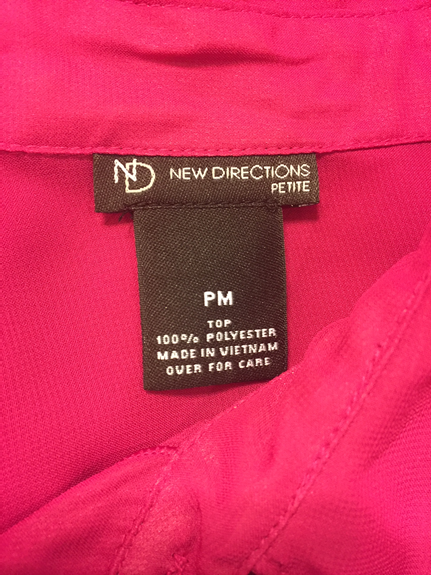 ND NEW DIRECTIONS
PETITE
PM
TOP
100% POLYESTER
MADE IN VIETNAM
OVER FOR CARE